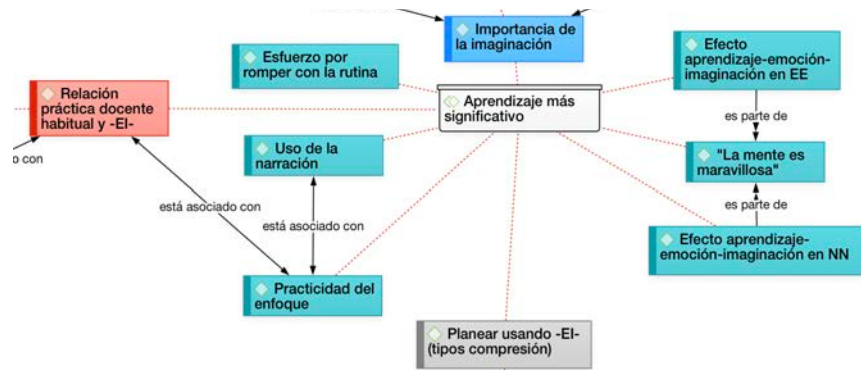 Importancia de
la imaginación
Esfuerzo por
romper con la rutina
Efecto
aprendizaje-emoción-
imaginación en EE
Relación
práctica docente
habitual y -EI-
Aprendizaje más
significativo
es parte de
Uso de la
narración
"La mente es
maravillosa"
o con
está asociado con
es parte de
está asociado con
Efecto aprendizaje-
emoción-imaginación en NN
Practicidad del
enfoque
Planear usando -EI-
(tipos compresión)